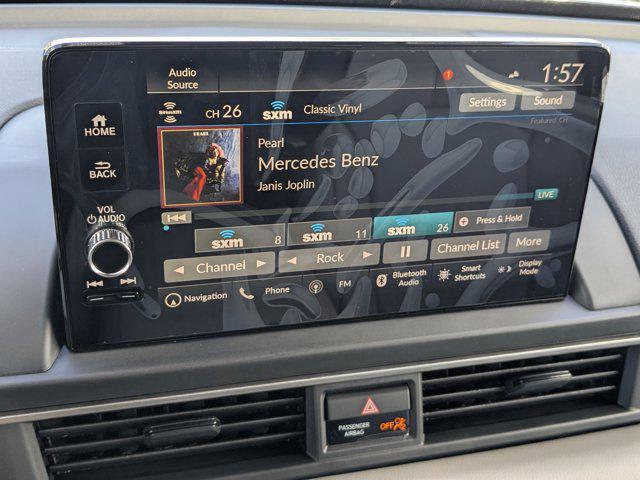 Audio Source
1
1:57
SiriusXM
CH 26
sxm
Classic Vinyl
Settings
Sound
Featured CH
HOME
PEARL
Pearl
Mercedes Benz
Janis Joplin
BACK
LIVE
VOL
AUDIO
sxm 8
sxm 11
sxm 26
Press & Hold
Channel
Rock
Channel List
More
Navigation
Phone
FM
Bluetooth Audio
Smart Shortcuts
Display Mode
PASSENGER AIRBAG
OFF